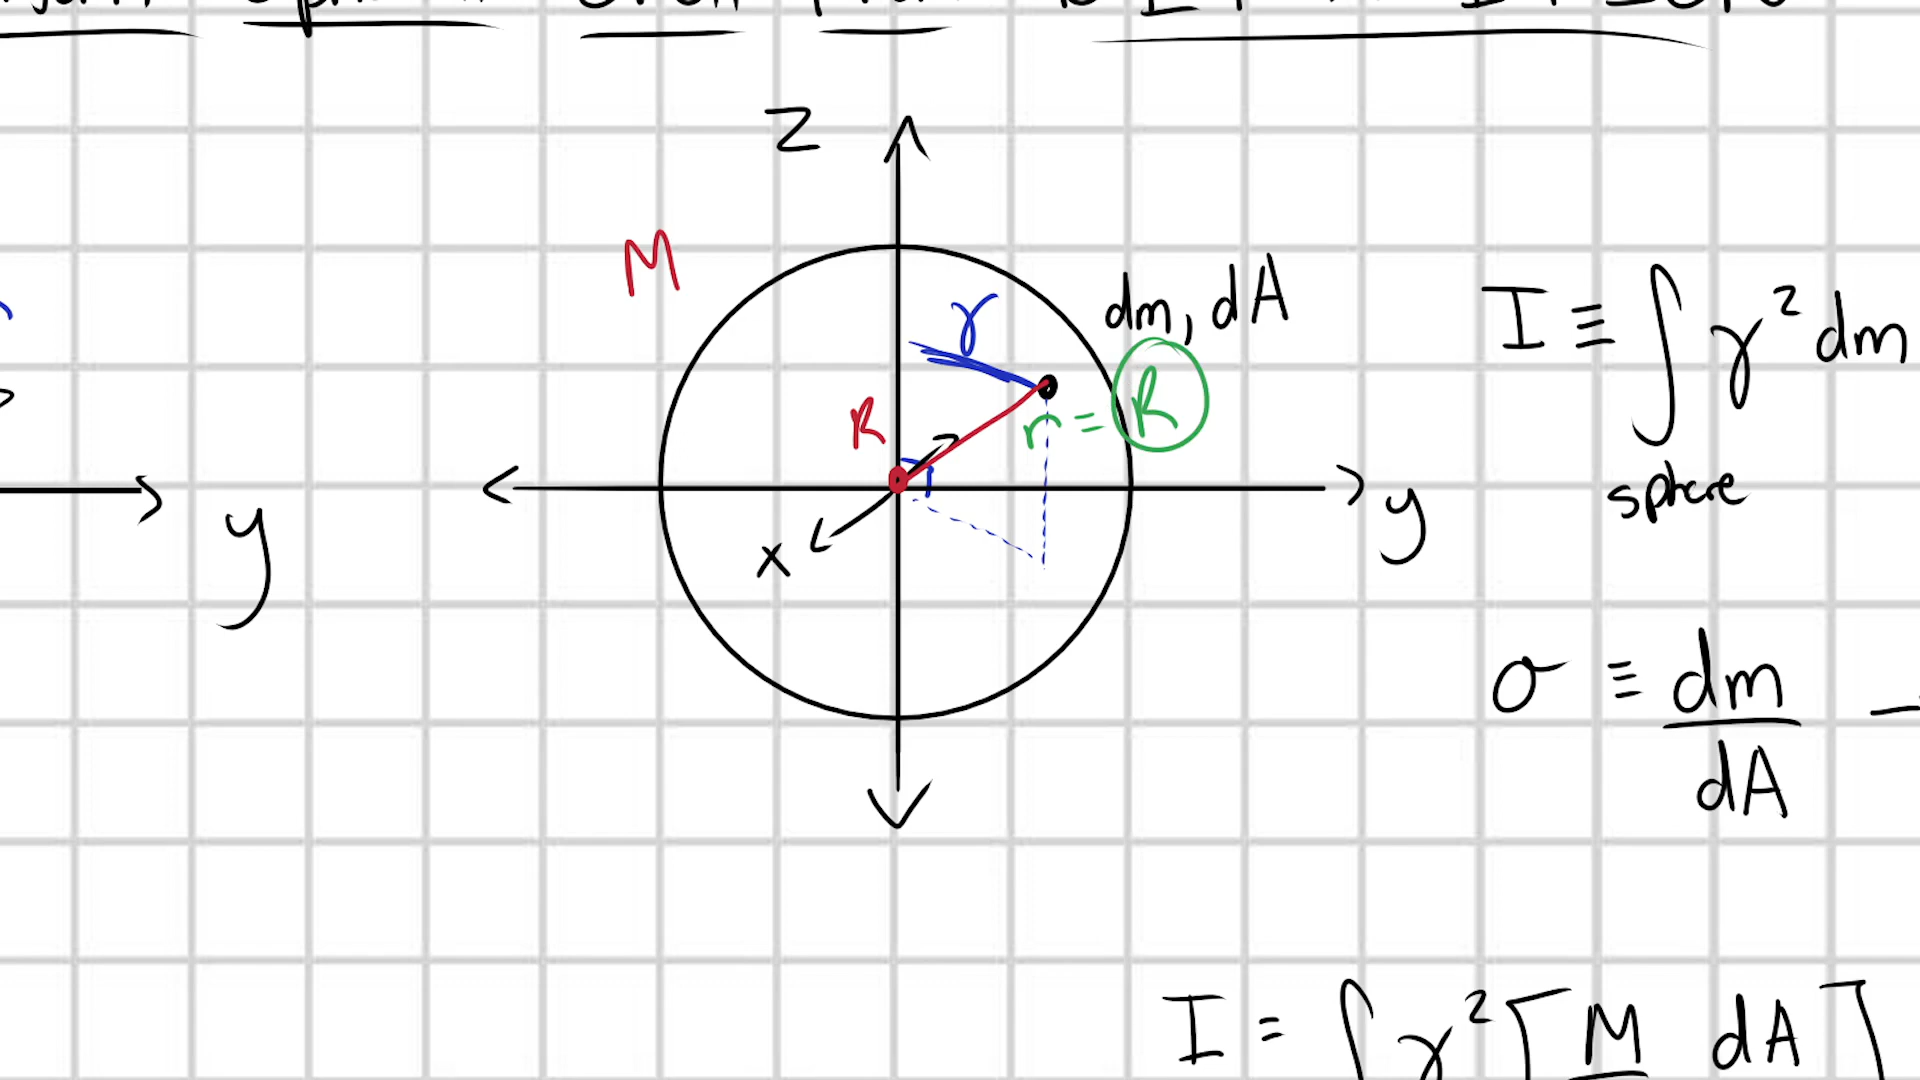 z
M
γ
dm, dA
I ≡ ∫ γ² dm
R
r = R
sphere
y
y
x
σ ≡ dm
dA
I = ∫ γ² [ M dA ]